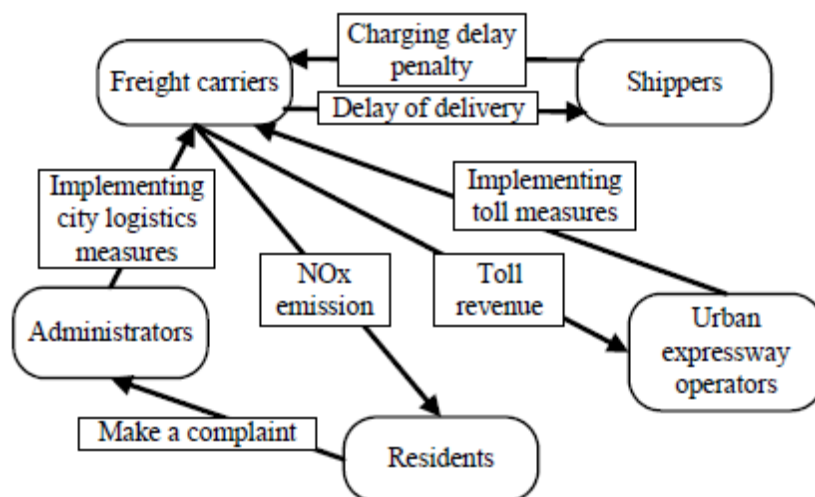 Freight carriers
Charging delay
penalty
Shippers
Delay of delivery
Implementing
city logistics
measures
Implementing
toll measures
NOx
emission
Toll
revenue
Administrators
Urban
expressway
operators
Make a complaint
Residents